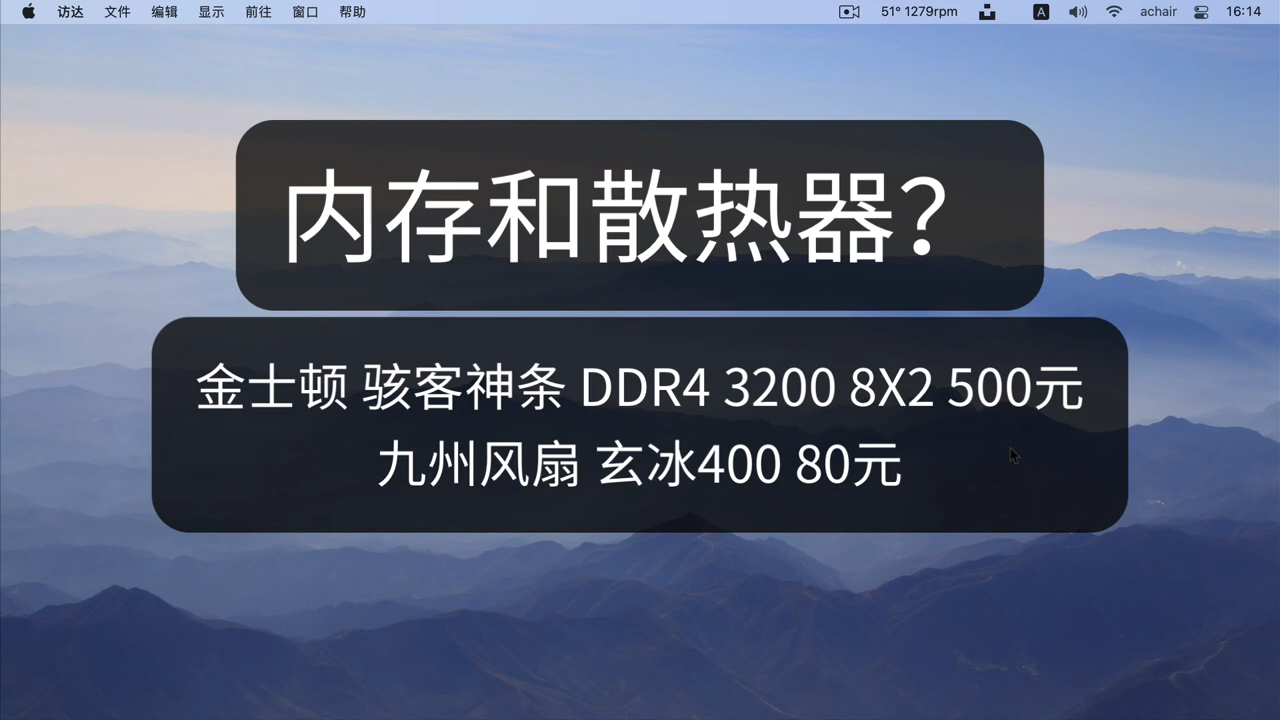 访达 文件 编辑 显示 前往 窗口 帮助 51° 1279rpm A achair 16:14
内存和散热器？
金士顿 骇客神条 DDR4 3200 8X2 500元
九州风扇 玄冰400 80元